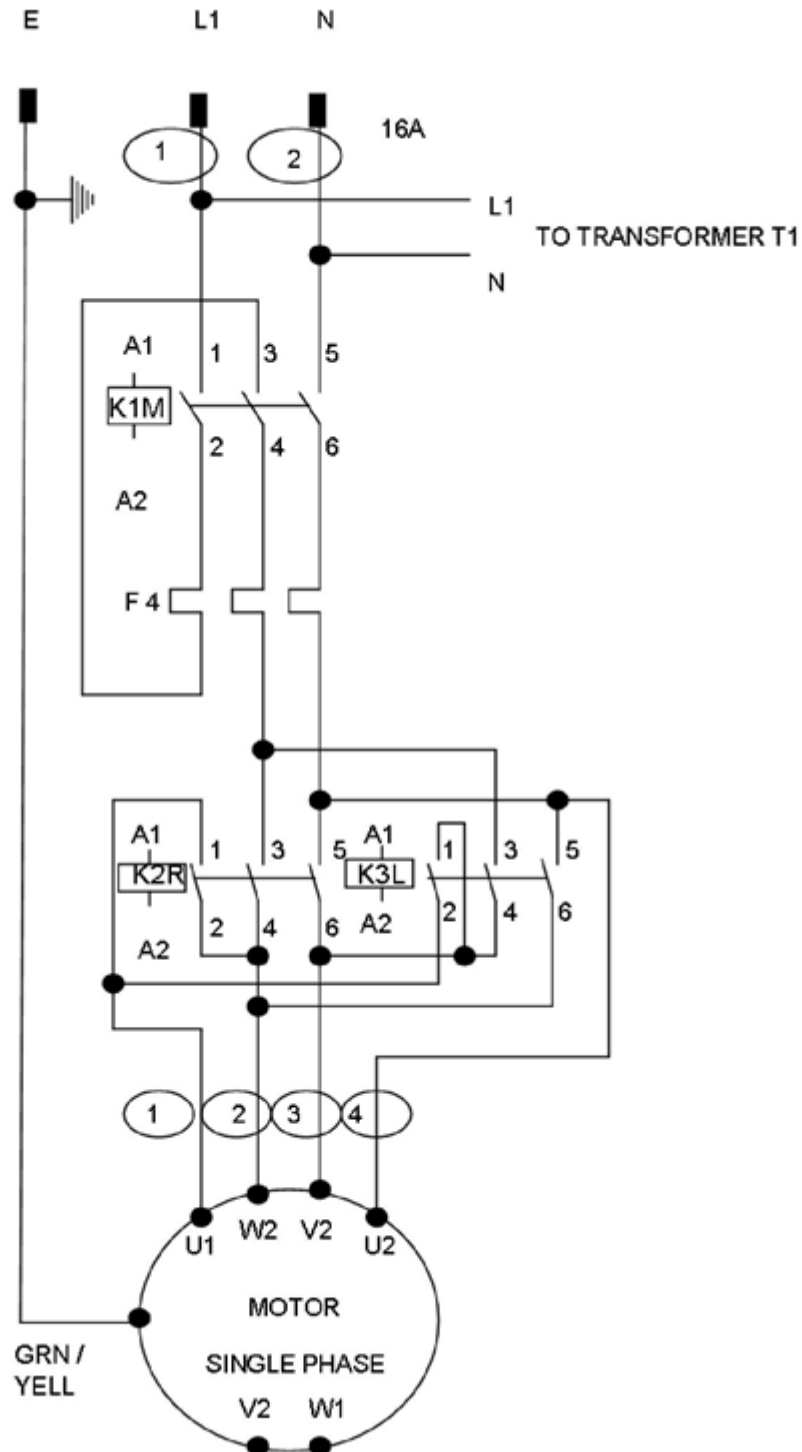 E L1 N
16A
1 2
L1
TO TRANSFORMER T1
N
A1 1 3 5
K1M
2 4 6
A2
F 4
A1 1 3 5 A1 1 3 5
K2R K3L
2 4 6 A2 2 4 6
A2
1 2 3 4
U1 W2 V2 U2
MOTOR
GRN /
YELL
SINGLE PHASE
V2 W1